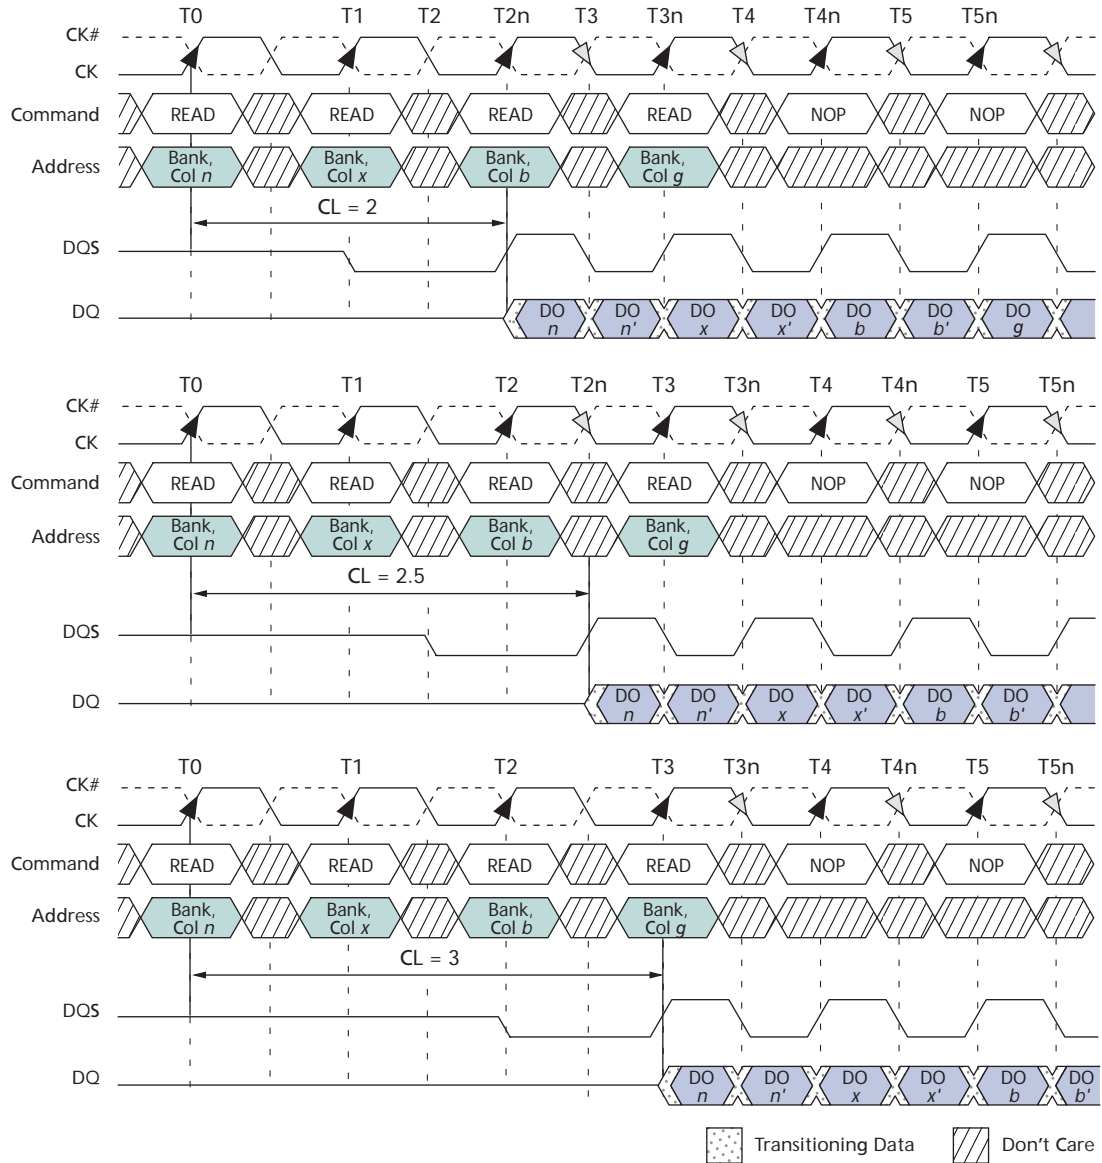 T0 T1 T2 T2n T3 T3n T4 T4n T5 T5n
CK#
CK
Command READ READ READ READ NOP NOP
Address Bank, Bank, Bank, Bank,
Col n Col x Col b Col g
CL = 2
DQS
DQ DO DO DO DO DO DO DO
n n' x x' b b' g
T0 T1 T2 T2n T3 T3n T4 T4n T5 T5n
CK#
CK
Command READ READ READ READ NOP NOP
Address Bank, Bank, Bank, Bank,
Col n Col x Col b Col g
CL = 2.5
DQS
DQ DO DO DO DO DO DO
n n' x x' b b'
T0 T1 T2 T3 T3n T4 T4n T5 T5n
CK#
CK
Command READ READ READ READ NOP NOP
Address Bank, Bank, Bank, Bank,
Col n Col x Col b Col g
CL = 3
DQS
DQ DO DO DO DO DO DO
n n' x x' b b'
Transitioning Data Don't Care